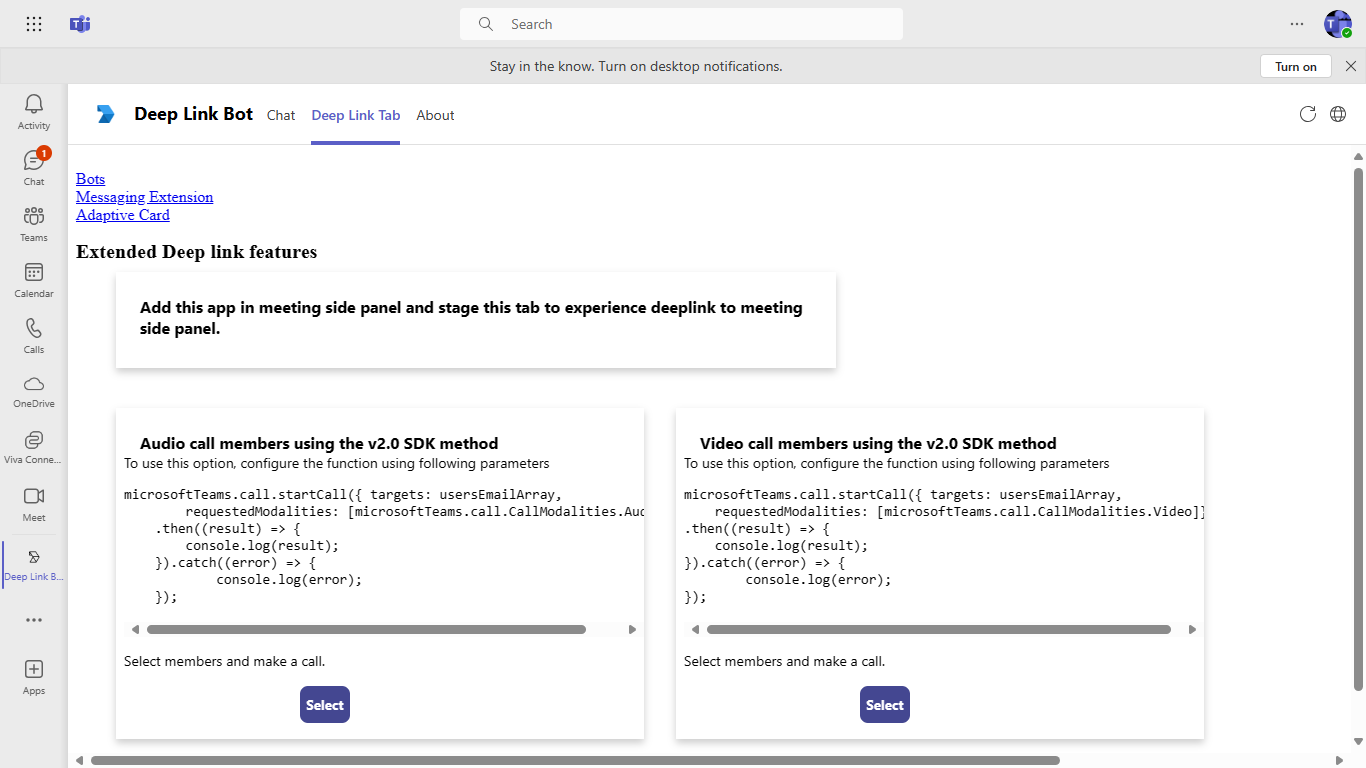 Search
Stay in the know. Turn on desktop notifications.
Turn on
Activity
1
Chat
Teams
Calendar
Calls
OneDrive
Viva Conne...
Meet
Deep Link B...
Apps
Deep Link Bot
Chat
Deep Link Tab
About
Bots
Messaging Extension
Adaptive Card
Extended Deep link features
Add this app in meeting side panel and stage this tab to experience deeplink to meeting
side panel.
Audio call members using the v2.0 SDK method
To use this option, configure the function using following parameters
microsoftTeams.call.startCall({ targets: usersEmailArray,
requestedModalities: [microsoftTeams.call.CallModalities.Aud
.then((result) => {
console.log(result);
}).catch((error) => {
console.log(error);
});
Select members and make a call.
Select
Video call members using the v2.0 SDK method
To use this option, configure the function using following parameters
microsoftTeams.call.startCall({ targets: usersEmailArray,
requestedModalities: [microsoftTeams.call.CallModalities.Video]}
.then((result) => {
console.log(result);
}).catch((error) => {
console.log(error);
});
Select members and make a call.
Select